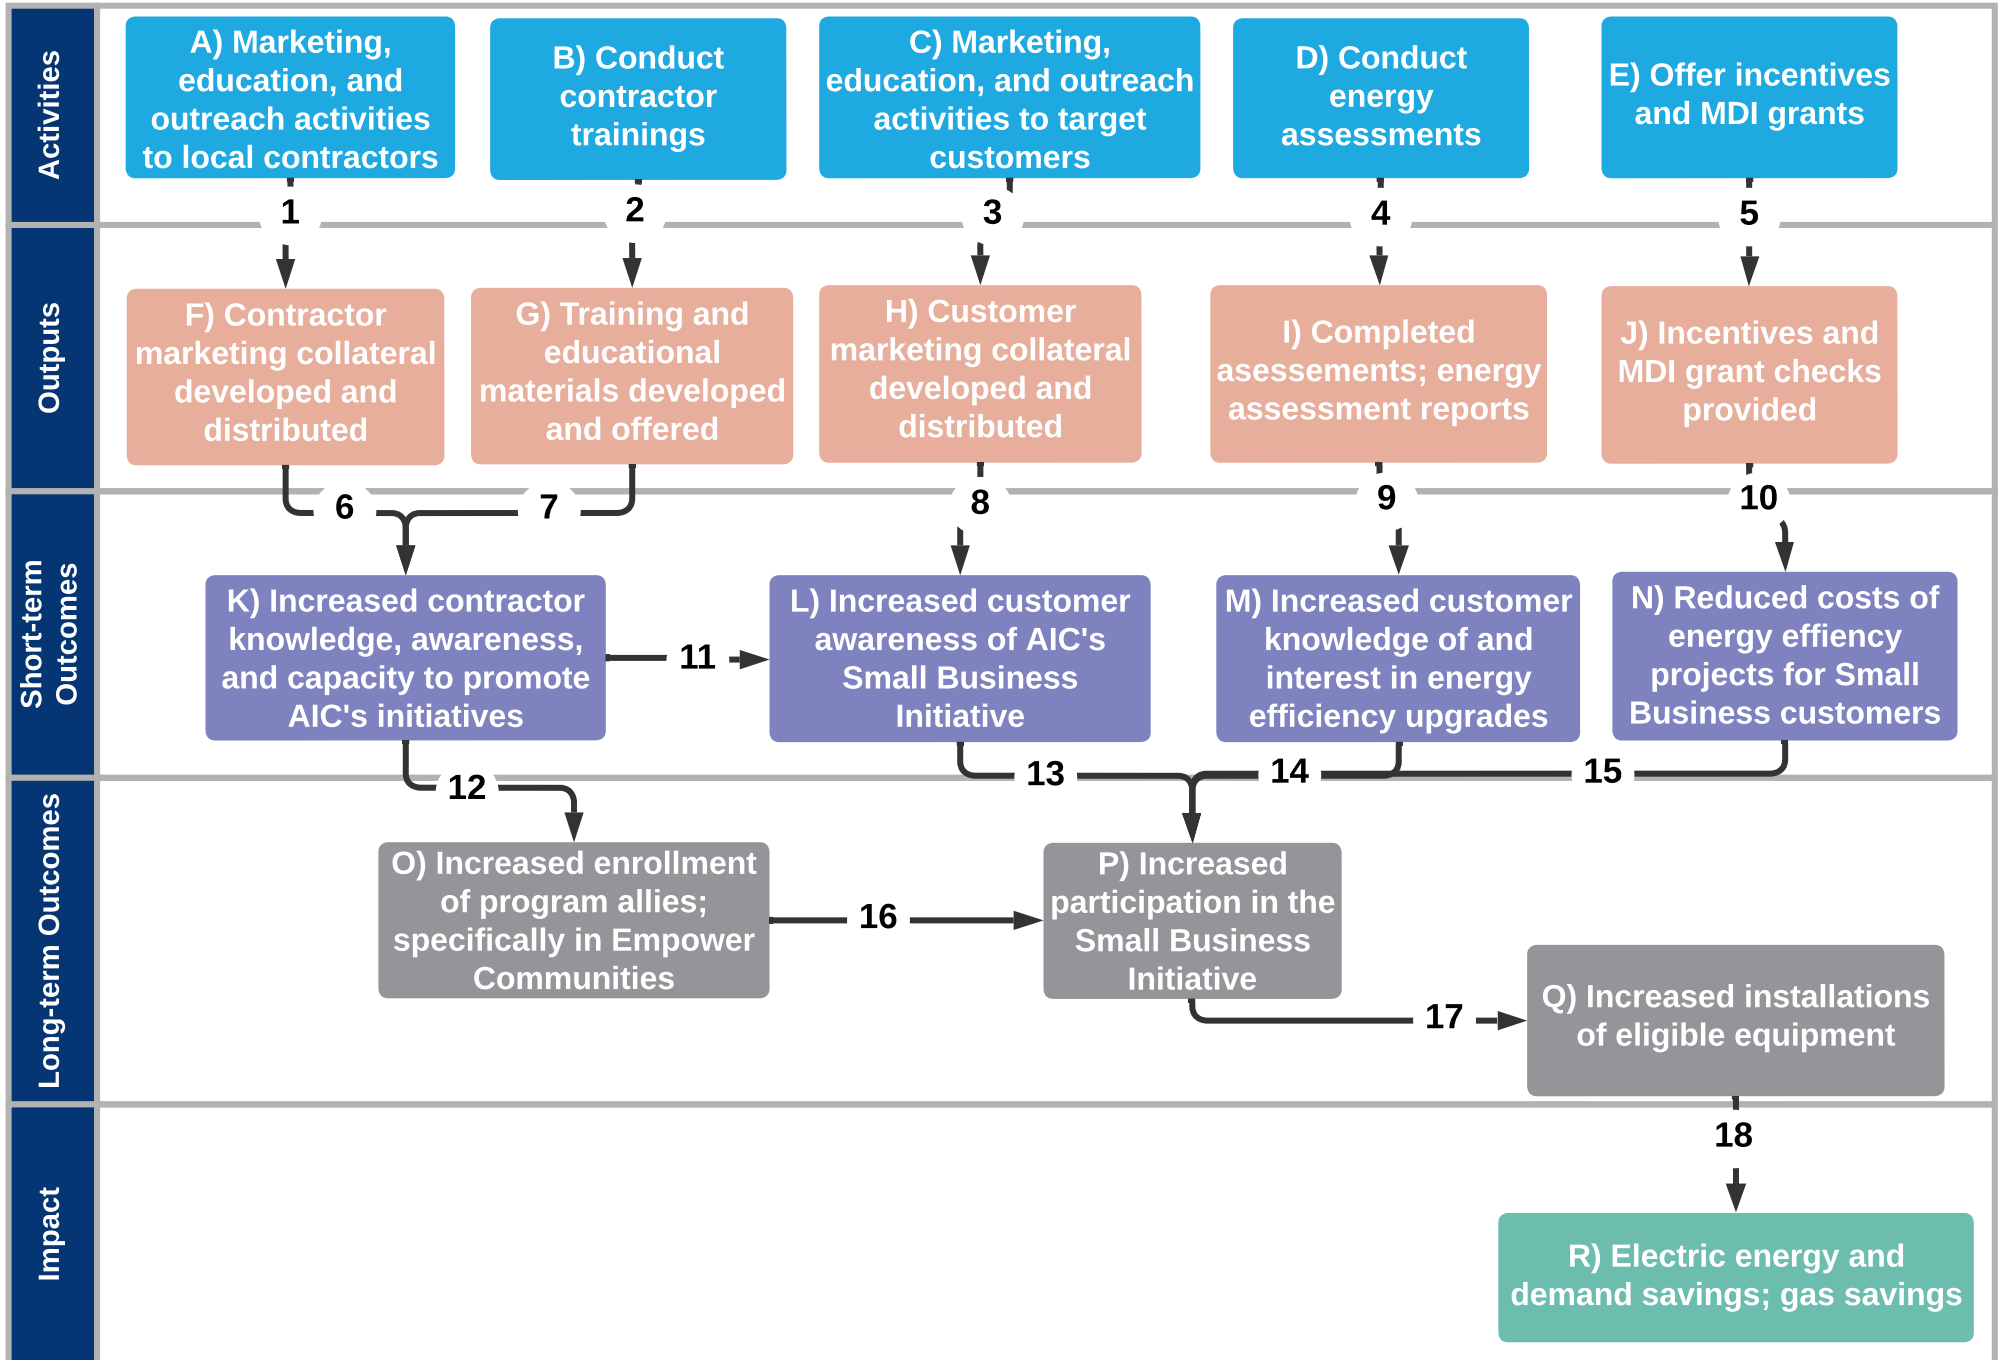 Activities
A) Marketing,
education, and
outreach activities
to local contractors
B) Conduct
contractor
trainings
C) Marketing,
education, and outreach
activities to target
customers
D) Conduct
energy
assessments
E) Offer incentives
and MDI grants
1
2
3
4
5
Outputs
F) Contractor
marketing collateral
developed and
distributed
G) Training and
educational
materials developed
and offered
H) Customer
marketing collateral
developed and
distributed
I) Completed
asessements; energy
assessment reports
J) Incentives and
MDI grant checks
provided
6
7
8
9
10
Short-term
Outcomes
K) Increased contractor
knowledge, awareness,
and capacity to promote
AIC's initiatives
11
L) Increased customer
awareness of AIC's
Small Business
Initiative
M) Increased customer
knowledge of and
interest in energy
efficiency upgrades
N) Reduced costs of
energy effiency
projects for Small
Business customers
12
13
14
15
Long-term Outcomes
O) Increased enrollment
of program allies;
specifically in Empower
Communities
16
P) Increased
participation in the
Small Business
Initiative
17
Q) Increased installations
of eligible equipment
18
Impact
R) Electric energy and
demand savings; gas savings